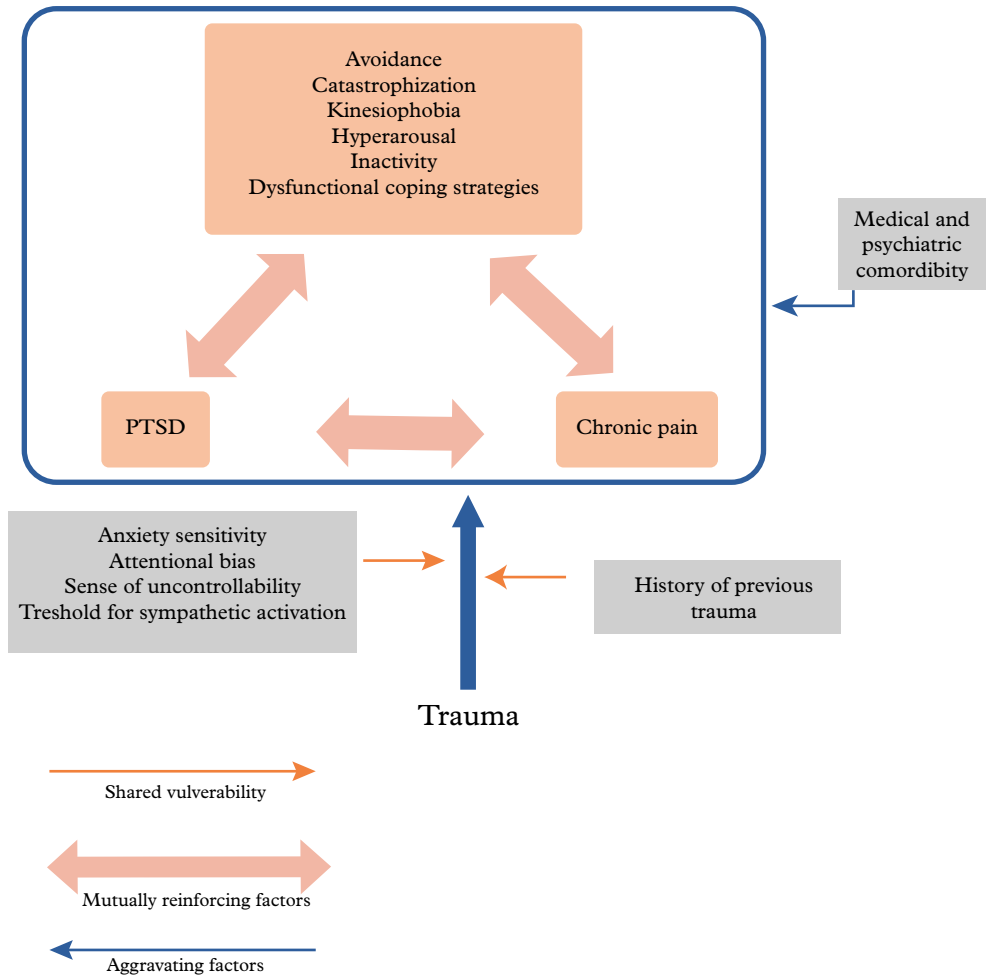 Avoidance
Catastrophization
Kinesiophobia
Hyperarousal
Inactivity
Dysfunctional coping strategies
Medical and
psychiatric
comordibity
PTSD
Chronic pain
Anxiety sensitivity
Attentional bias
Sense of uncontrollability
Treshold for sympathetic activation
History of previous
trauma
Trauma
Shared vulnerability
Mutually reinforcing factors
Aggravating factors